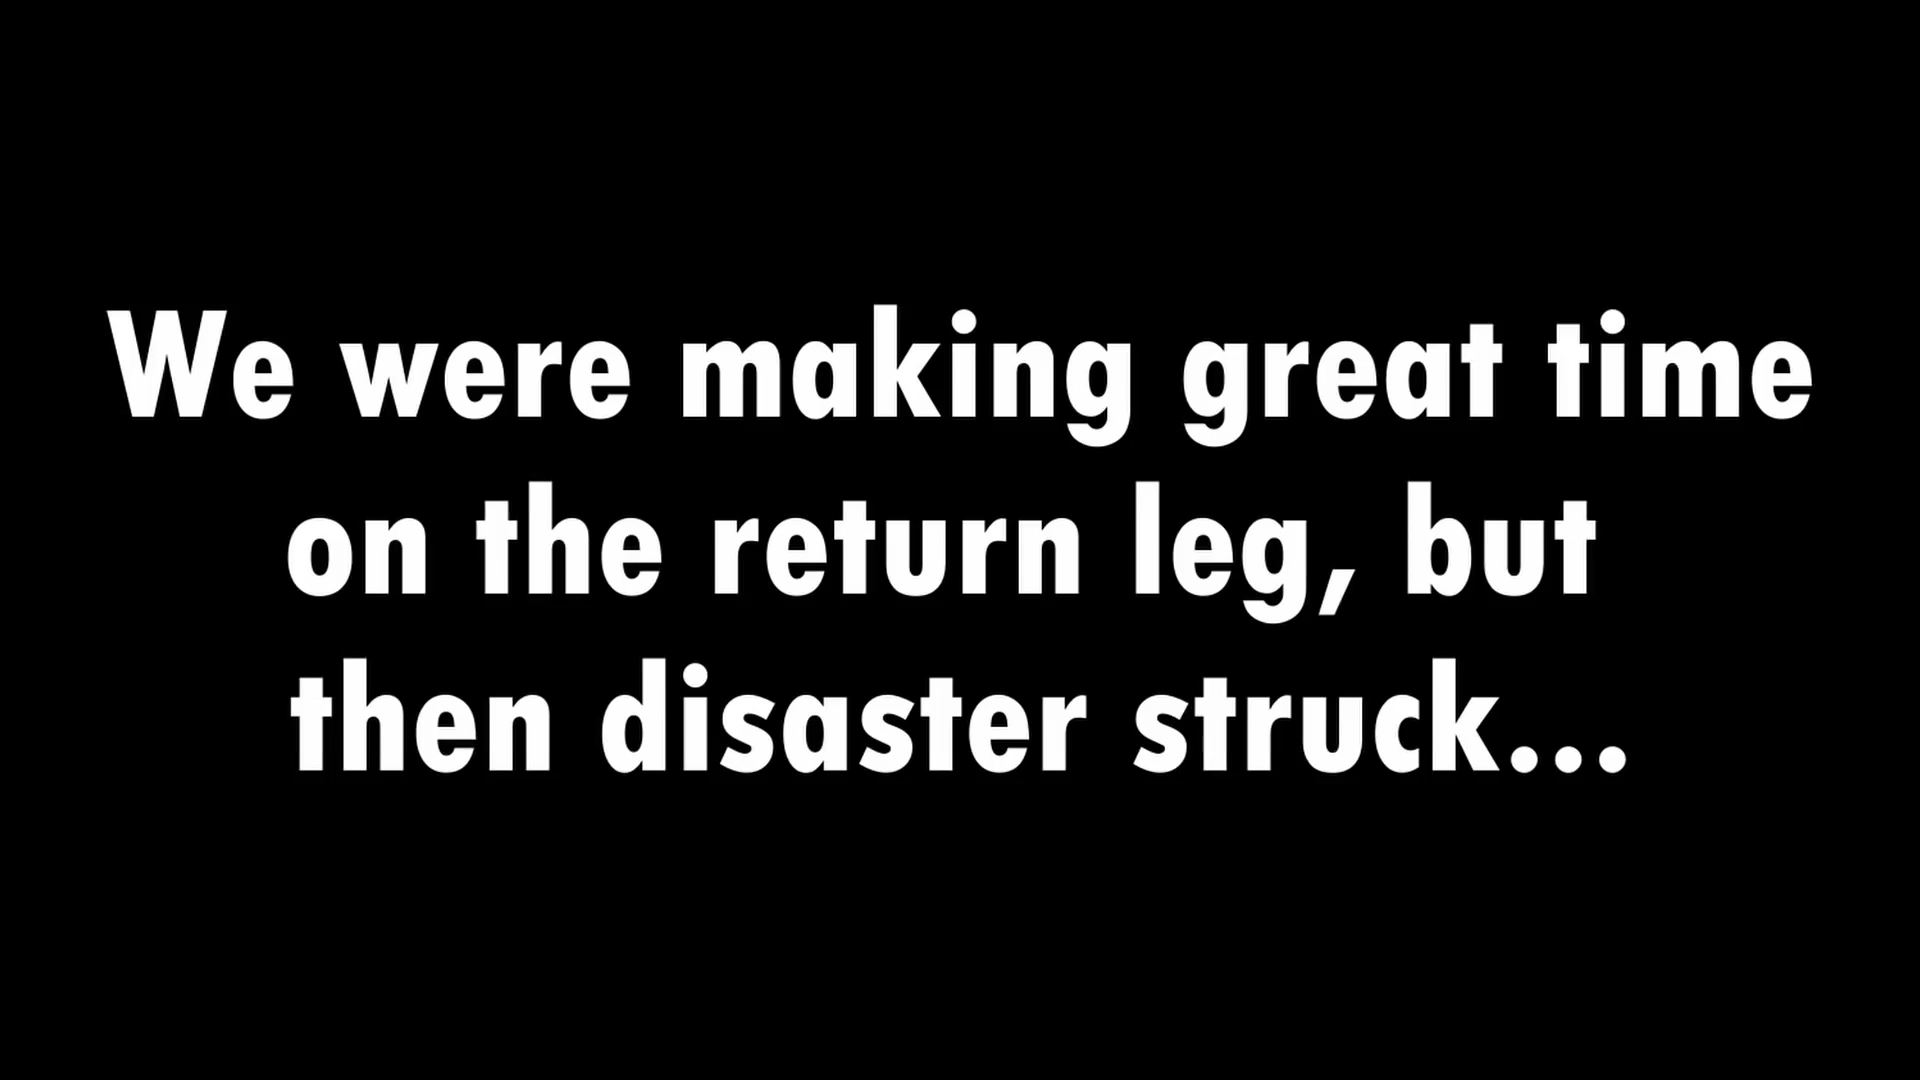 We were making great time
on the return leg, but
then disaster struck...